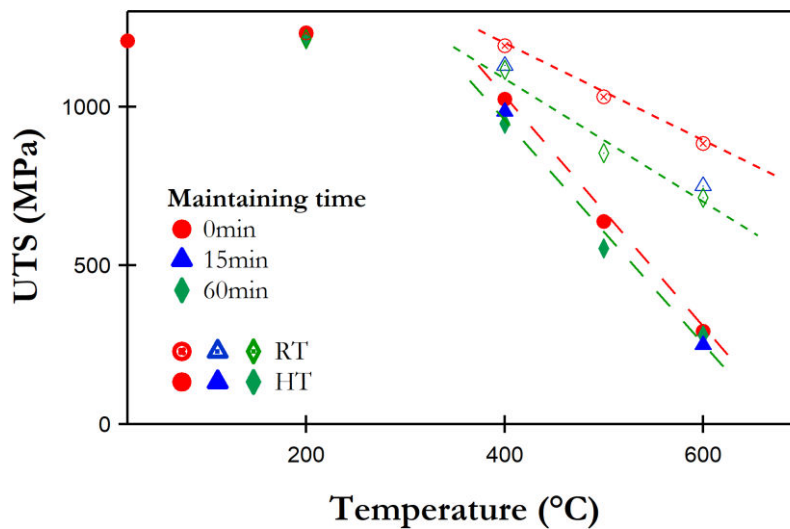 UTS (MPa)
1000
500
0
Maintaining time
0min
15min
60min
RT
HT
200
400
600
Temperature (°C)